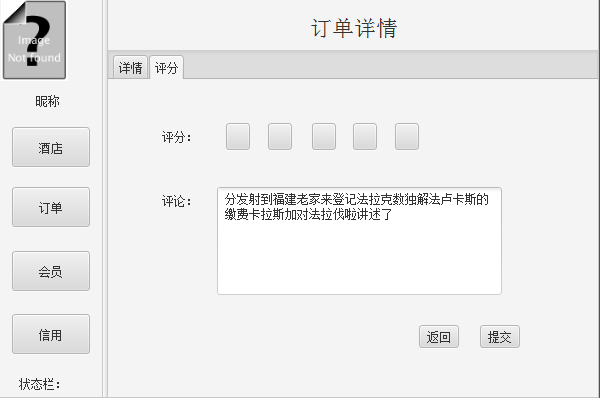 Image
Not found
昵称
酒店
订单
会员
信用
状态栏：
订单详情
详情 评分
评分：
评论：
分发射到福建老家来登记法拉克数独解法卢卡斯的
缴费卡拉斯加对法拉伐啦讲述了
返回 提交